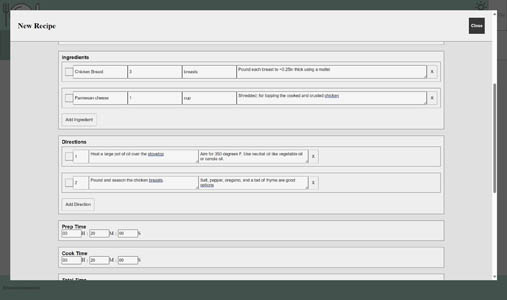 New Recipe
Close
Ingredients
Chicken Breast 3 breasts Pound each breast to ~0.25in thick using a mallet X
Parmesan cheese 1 cup Shredded, for topping the cooked and crusted chicken X
Add Ingredient
Directions
1 Heat a large pot of oil over the stovetop Aim for 350 degrees F. Use neutral oil like vegetable oil
or canola oil. X
2 Pound and season the chicken breasts Salt, pepper, oregano, and a bit of thyme are good
options X
Add Direction
Prep Time
00 H : 20 M : 00 S
Cook Time
00 H : 20 M : 00 S